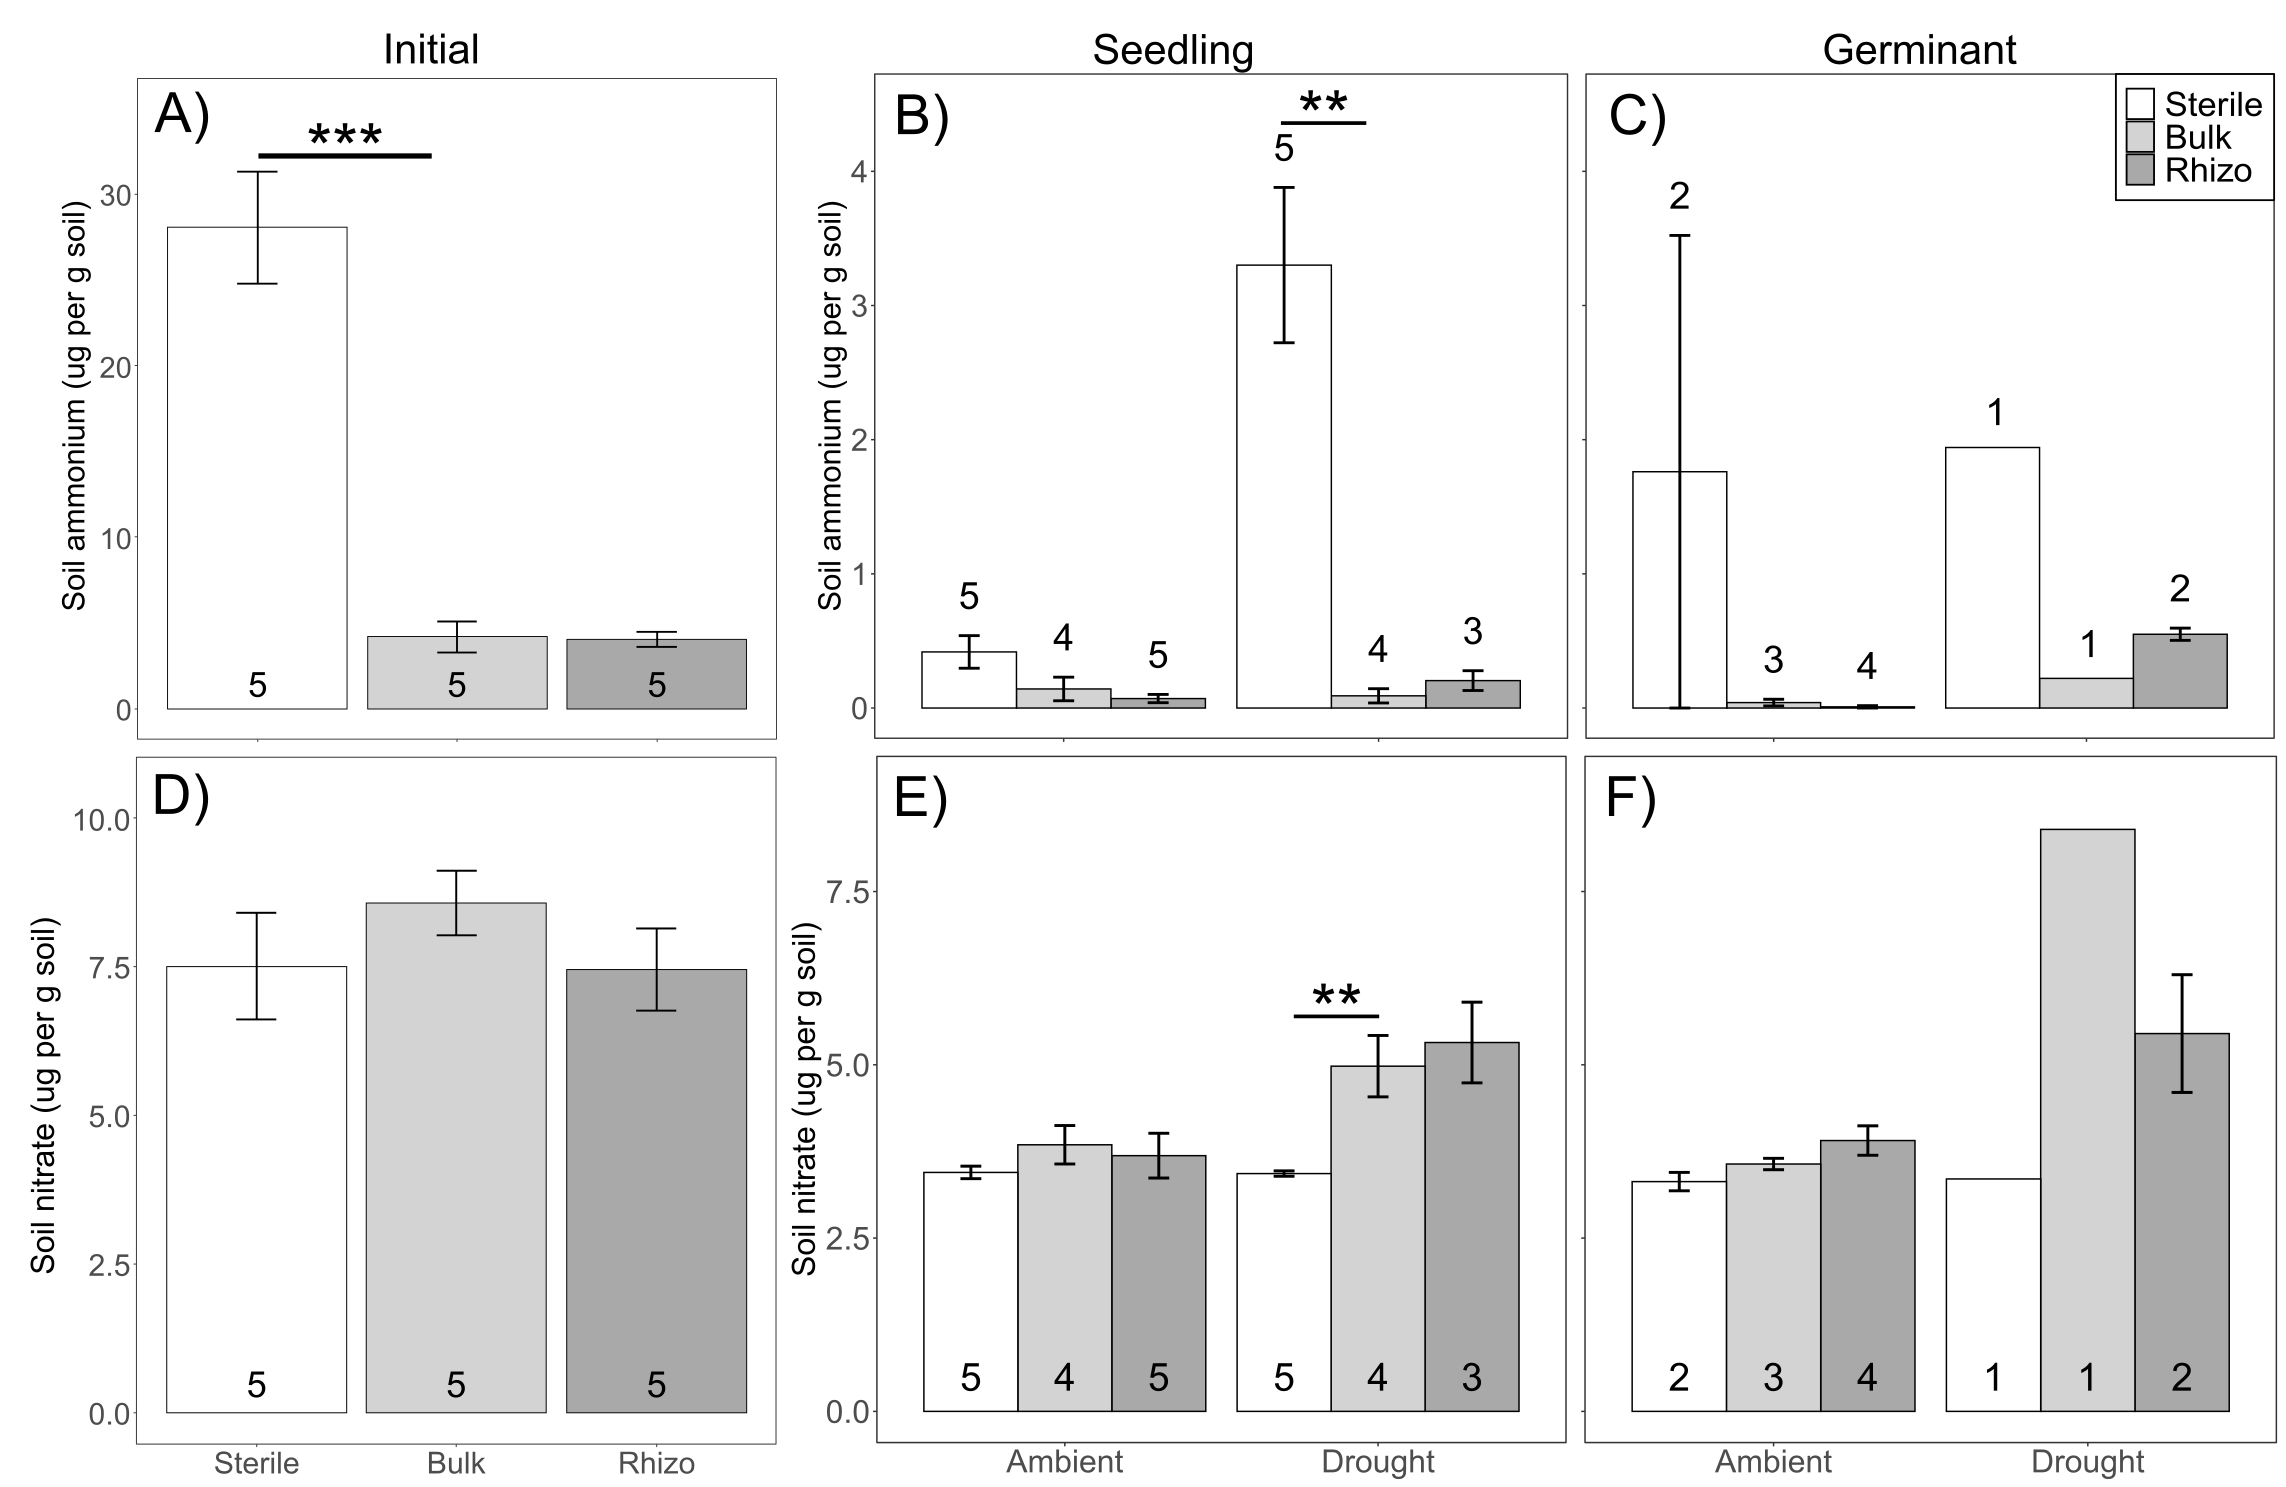 Initial
Seedling
Germinant
A)
***
Soil ammonium (ug per g soil)
30
20
10
0
5
5
5
B)
**
Soil ammonium (ug per g soil)
4
3
2
1
0
5
4
5
5
4
3
C)
Sterile
Bulk
Rhizo
2
3
4
1
1
2
D)
Soil nitrate (ug per g soil)
10.0
7.5
5.0
2.5
0.0
5
5
5
Sterile
Bulk
Rhizo
E)
**
Soil nitrate (ug per g soil)
7.5
5.0
2.5
0.0
5
4
5
5
4
3
Ambient
Drought
F)
2
3
4
1
1
2
Ambient
Drought